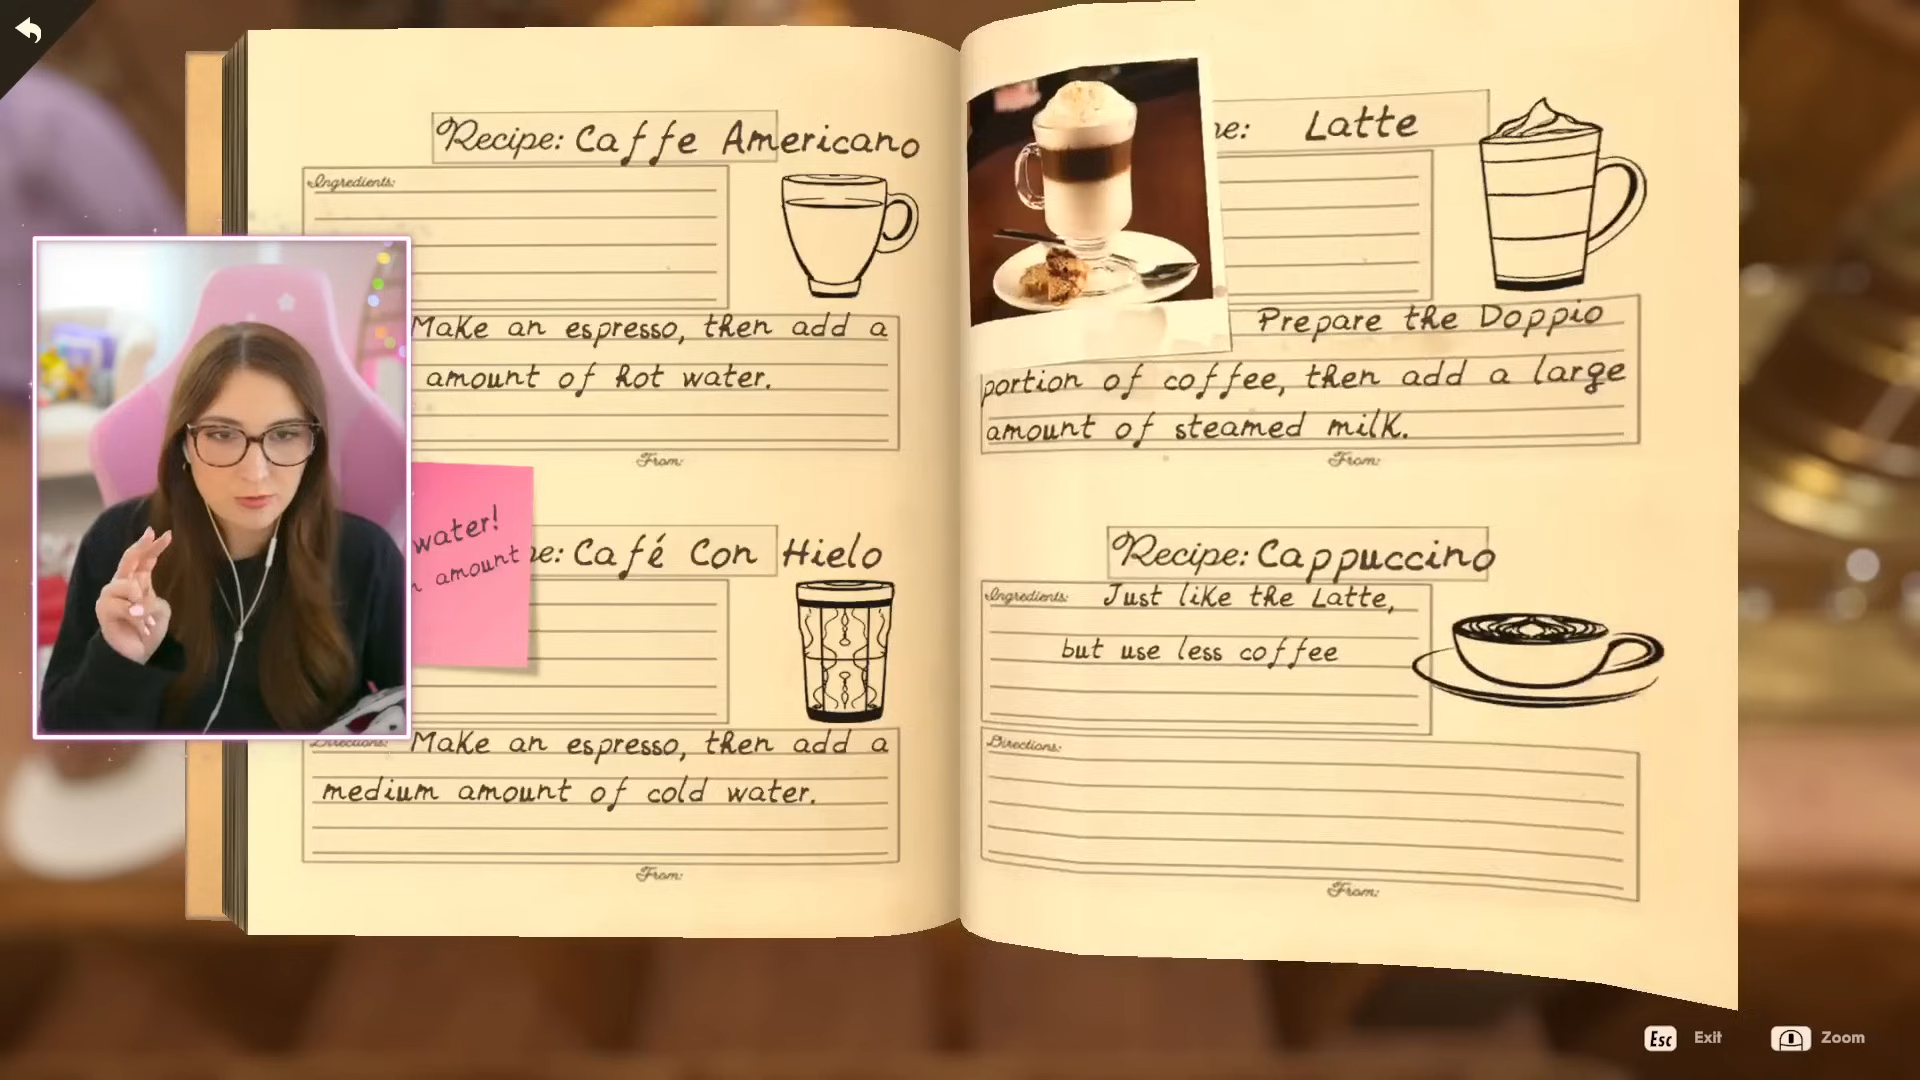 Recipe: Caffe Americano
Ingredients:
Make an espresso, then add a
amount of hot water.
From:
water!
amount
Café Con Hielo
Directions: Make an espresso, then add a
medium amount of cold water.
From:
Latte
Prepare the Doppio
portion of coffee, then add a large
amount of steamed milk.
From:
Recipe: Cappuccino
Ingredients: Just like the Latte,
but use less coffee
Directions:
From:
Esc Exit
Zoom